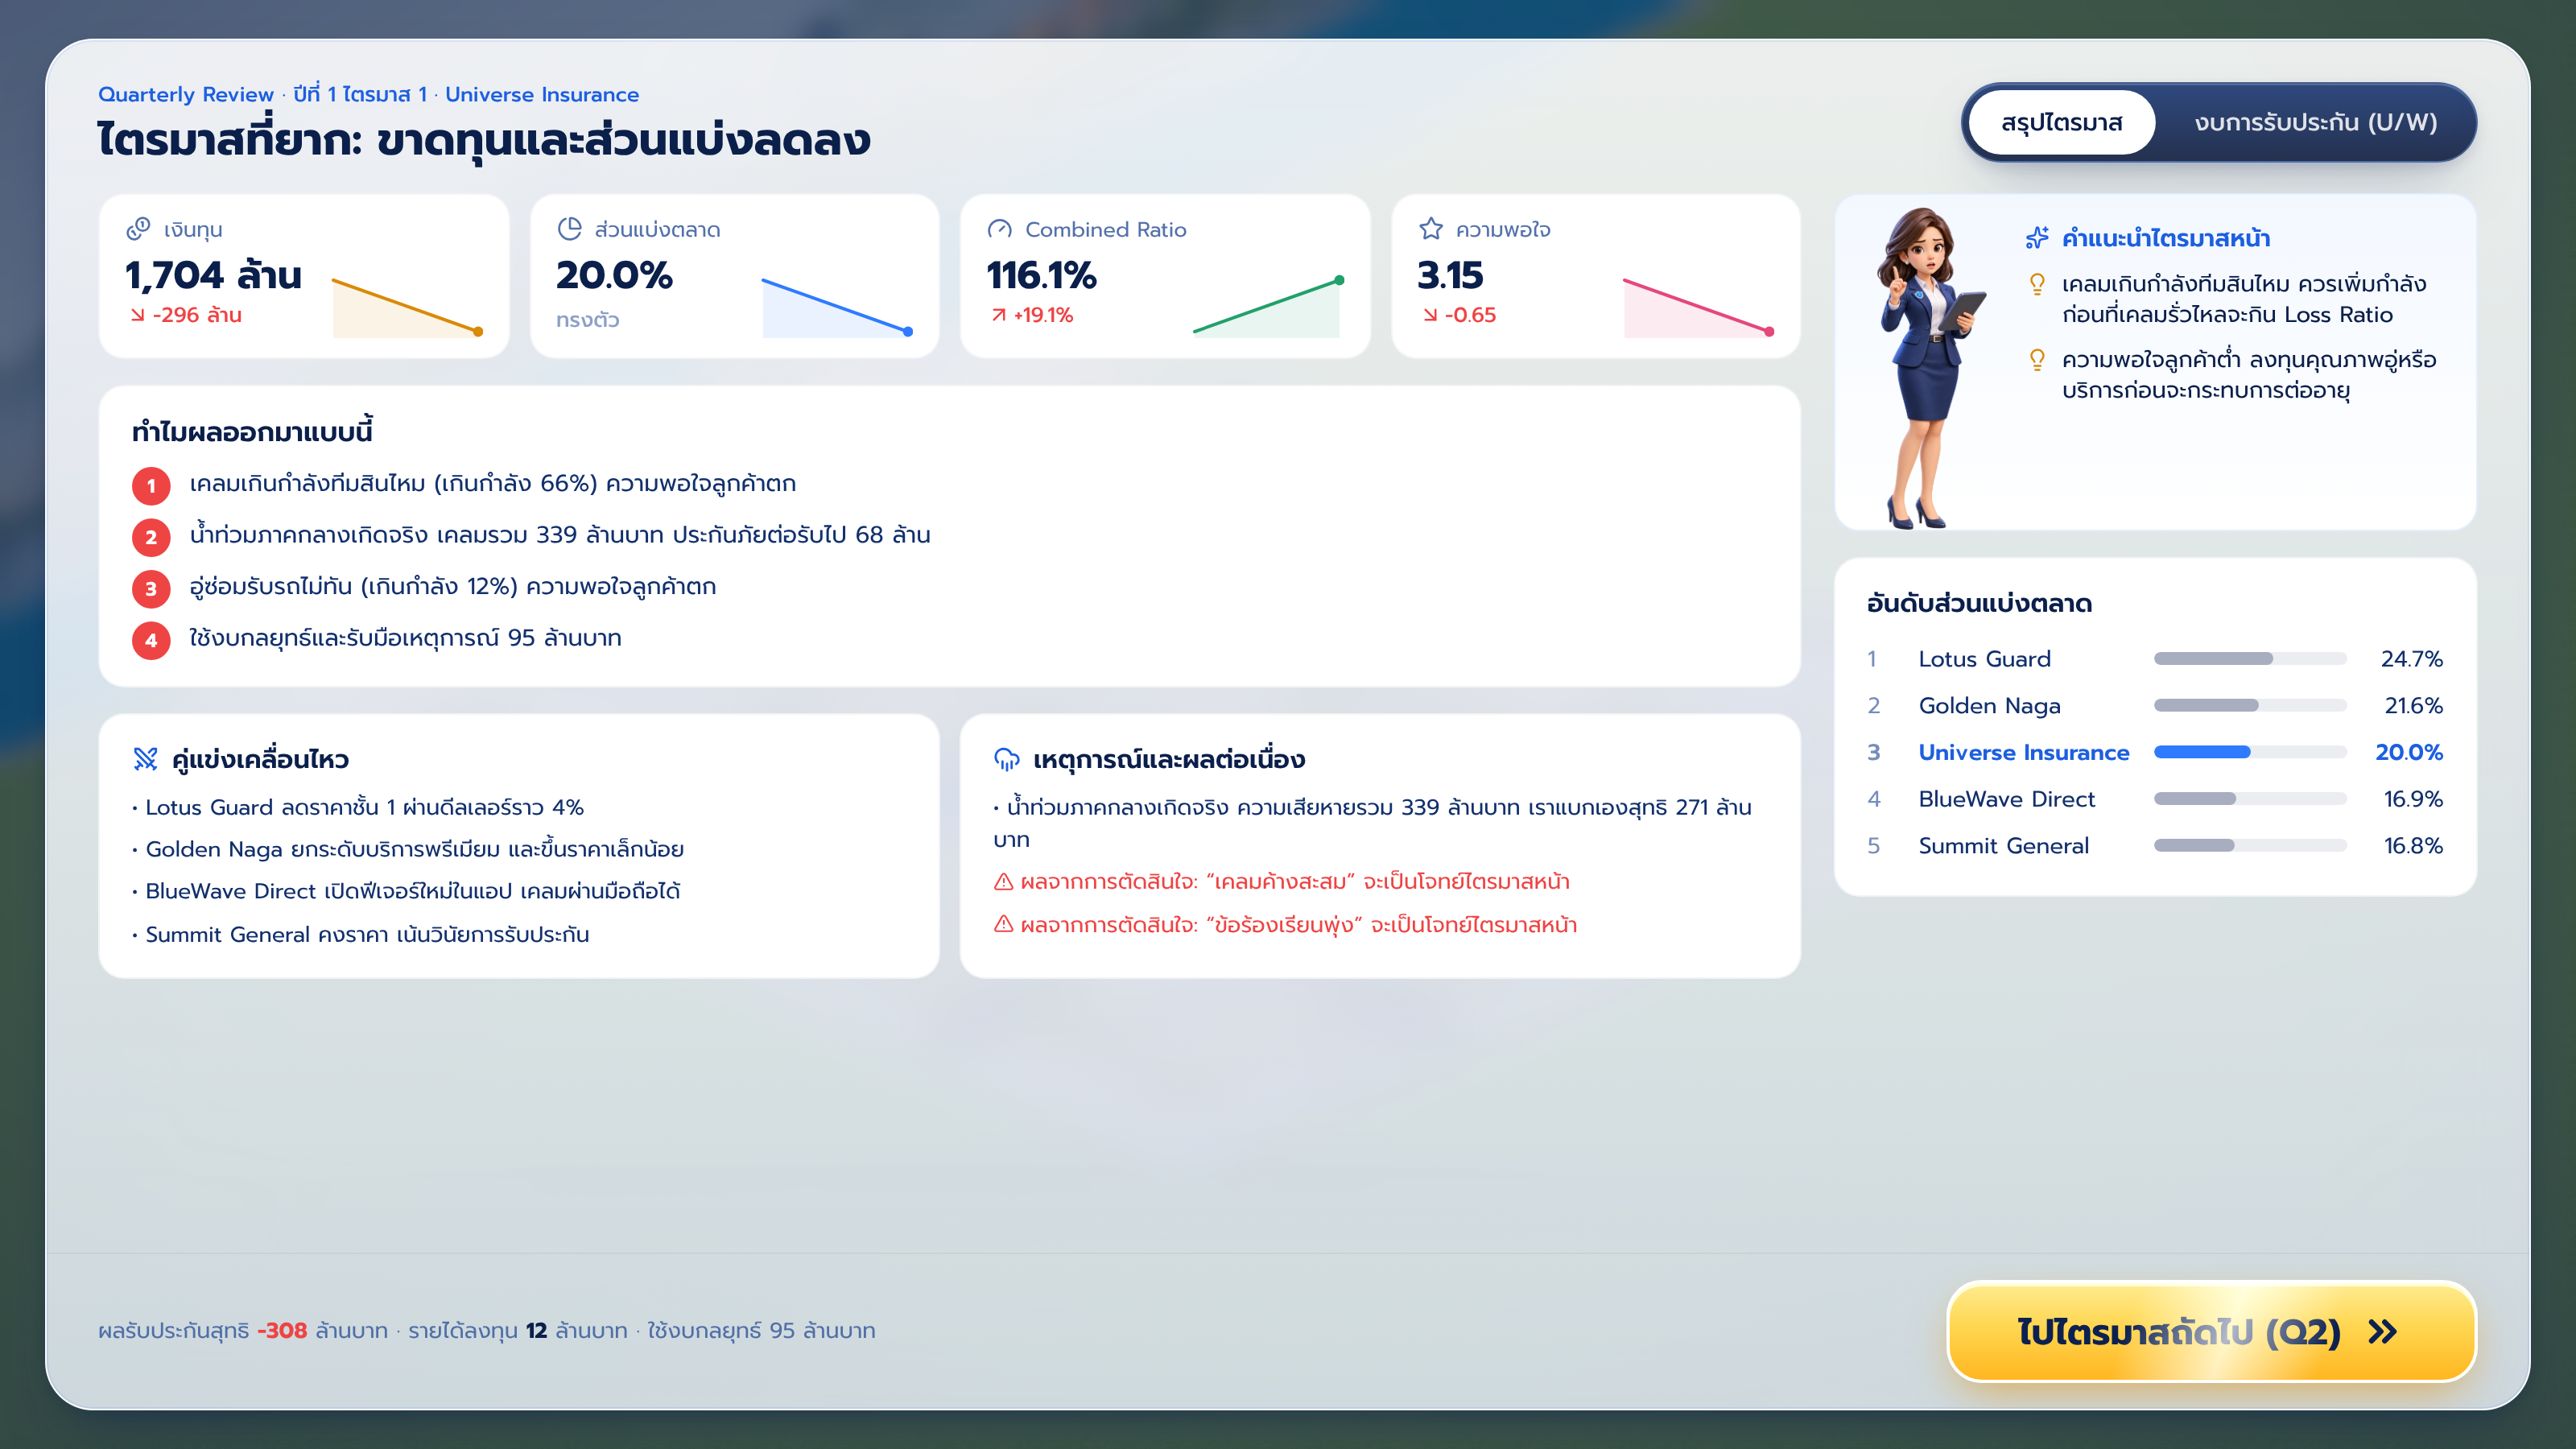 Quarterly Review · ปีที่ 1 ไตรมาส 1 · Universe Insurance
ไตรมาสที่ยาก: ขาดทุนและส่วนแบ่งลดลง
สรุปไตรมาส
งบการรับประกัน (U/W)
เงินทุน
1,704 ล้าน
-296 ล้าน
ส่วนแบ่งตลาด
20.0%
ทรงตัว
Combined Ratio
116.1%
+19.1%
ความพอใจ
3.15
-0.65
ทำไมผลออกมาแบบนี้
1 เคลมเกินกำลังทีมสินไหม (เกินกำลัง 66%) ความพอใจลูกค้าตก
2 น้ำท่วมภาคกลางเกิดจริง เคลมรวม 339 ล้านบาท ประกันภัยต่อรับไป 68 ล้าน
3 อู่ซ่อมรับรถไม่ทัน (เกินกำลัง 12%) ความพอใจลูกค้าตก
4 ใช้งบกลยุทธ์และรับมือเหตุการณ์ 95 ล้านบาท
คู่แข่งเคลื่อนไหว
• Lotus Guard ลดราคาชั้น 1 ผ่านดีลเลอร์ราว 4%
• Golden Naga ยกระดับบริการพรีเมียม และขึ้นราคาเล็กน้อย
• BlueWave Direct เปิดฟีเจอร์ใหม่ในแอป เคลมผ่านมือถือได้
• Summit General คงราคา เน้นวินัยการรับประกัน
เหตุการณ์และผลต่อเนื่อง
• น้ำท่วมภาคกลางเกิดจริง ความเสียหายรวม 339 ล้านบาท เราแบกเองสุทธิ 271 ล้าน
บาท
ผลจากการตัดสินใจ: “เคลมค้างสะสม” จะเป็นโจทย์ไตรมาสหน้า
ผลจากการตัดสินใจ: “ข้อร้องเรียนพุ่ง” จะเป็นโจทย์ไตรมาสหน้า
คำแนะนำไตรมาสหน้า
เคลมเกินกำลังทีมสินไหม ควรเพิ่มกำลัง
ก่อนที่เคลมรั่วไหลจะกิน Loss Ratio
ความพอใจลูกค้าต่ำ ลงทุนคุณภาพอู่หรือ
บริการก่อนจะกระทบการต่ออายุ
อันดับส่วนแบ่งตลาด
1 Lotus Guard 24.7%
2 Golden Naga 21.6%
3 Universe Insurance 20.0%
4 BlueWave Direct 16.9%
5 Summit General 16.8%
ผลรับประกันสุทธิ -308 ล้านบาท · รายได้ลงทุน 12 ล้านบาท · ใช้งบกลยุทธ์ 95 ล้านบาท
ไปไตรมาสถัดไป (Q2)